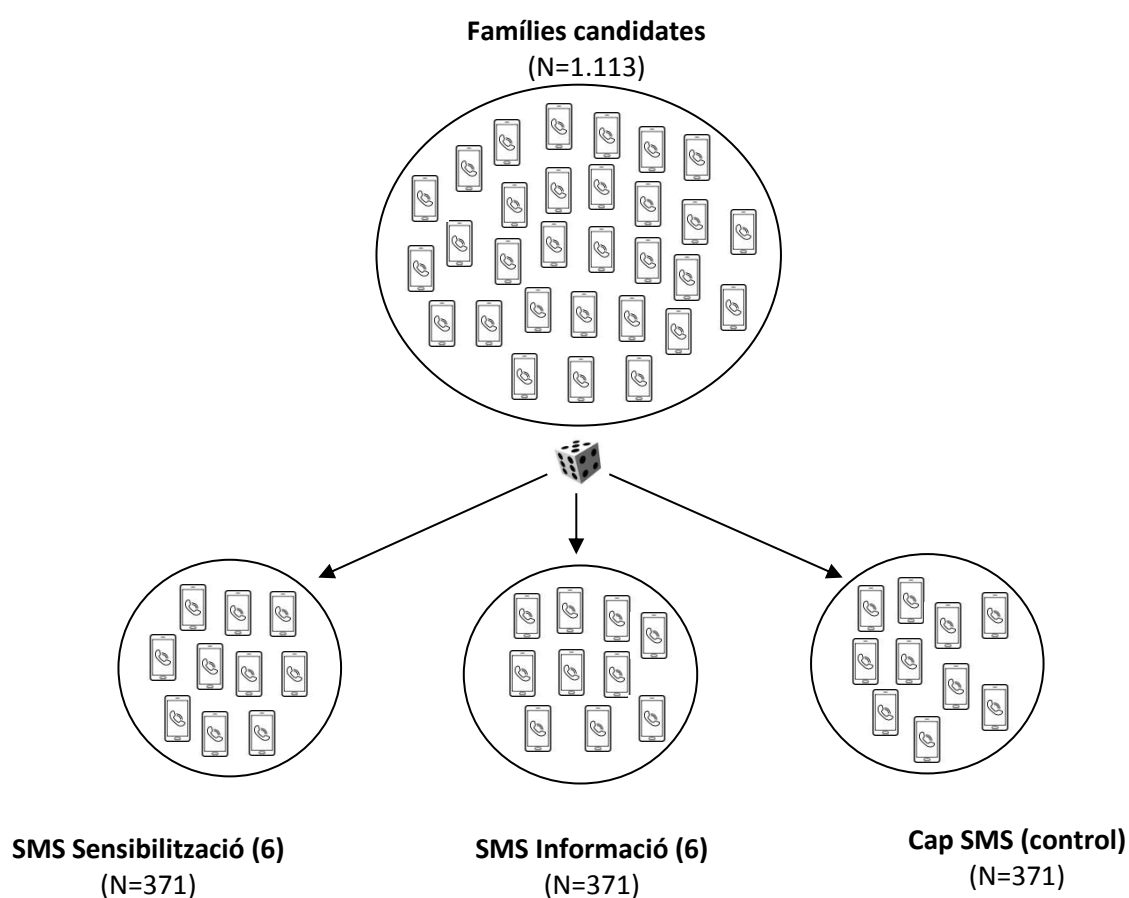 Famílies candidates
(N=1.113)
SMS Sensibilització (6)
(N=371)
SMS Informació (6)
(N=371)
Cap SMS (control)
(N=371)